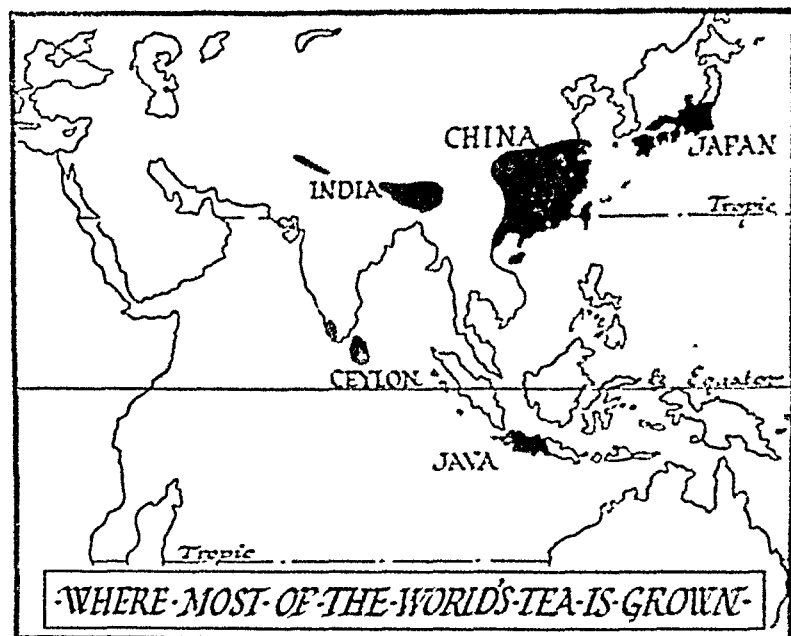 CHINA
JAPAN
INDIA
Tropic
CEYLON
Equator
JAVA
Tropic
·WHERE·MOST·OF·THE·WORLD'S·TEA·IS·GROWN·